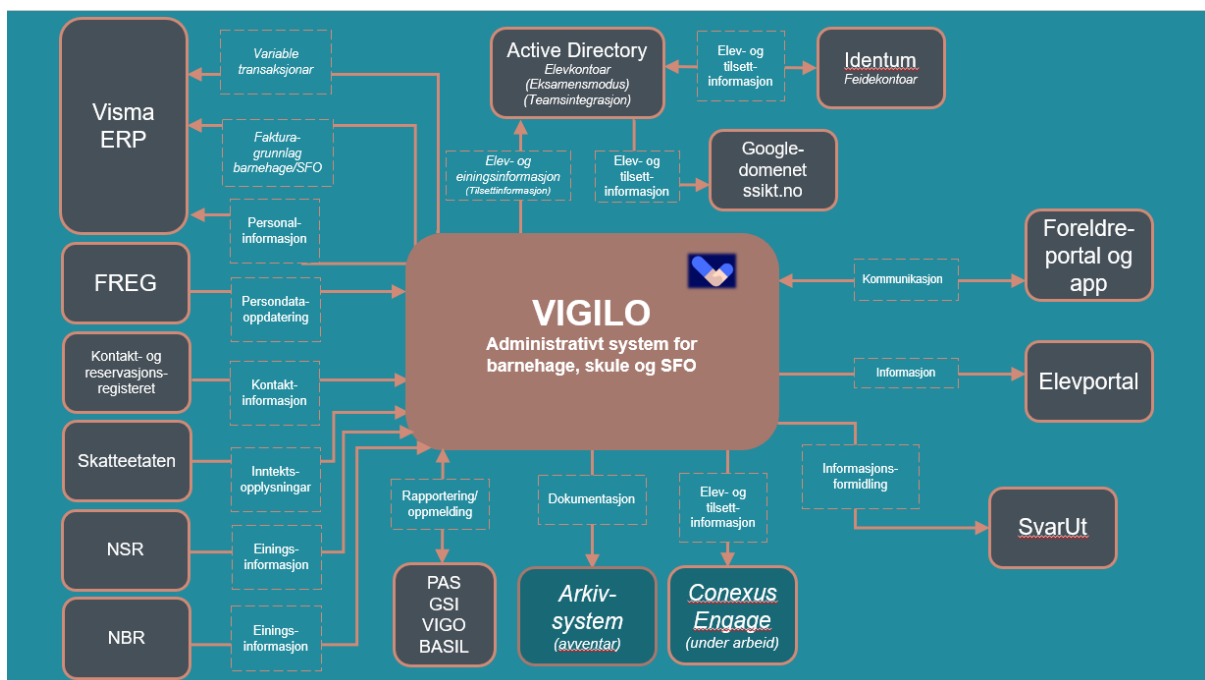 Visma
ERP
Variable
transaksjonar
Faktura-
grunnlag
barnehage/SFO
Personal-
informasjon
Active Directory
Elevkontoar
(Eksamensmodus)
(Teamsintegrasjon)
Elev- og
tilsett-
informasjon
Identum
Feidekontoar
Elev- og
einingsinformasjon
(Tilsettinformasjon)
Elev- og
tilsett-
informasjon
Google-
domenet
ssikt.no
FREG
Persondata-
oppdatering
Kontakt- og
reservasjons-
registeret
Kontakt-
informasjon
Skatteetaten
Inntekts-
opplysningar
NSR
Einings-
informasjon
NBR
Einings-
informasjon
VIGILO
Administrativt system for
barnehage, skule og SFO
Kommunikasjon
Foreldre-
portal og
app
Informasjon
Elevportal
Informasjons-
formidling
SvarUt
Rapportering/
oppmelding
PAS
GSI
VIGO
BASIL
Dokumentasjon
Arkiv-
system
(avventar)
Elev- og
tilsett-
informasjon
Conexus
Engage
(under arbeid)